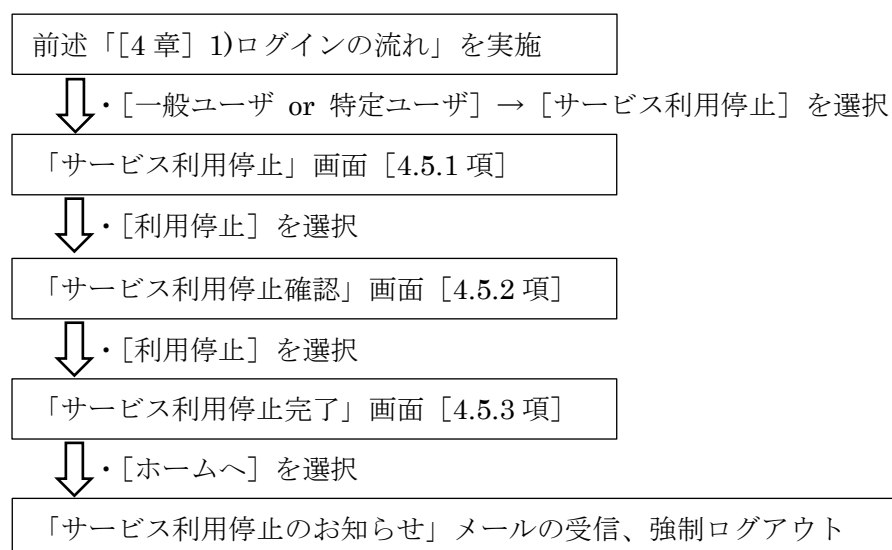 前述「[4 章] 1)ログインの流れ」を実施
・[一般ユーザ or 特定ユーザ] → [サービス利用停止] を選択
「サービス利用停止」画面 [4.5.1 項]
・[利用停止] を選択
「サービス利用停止確認」画面 [4.5.2 項]
・[利用停止] を選択
「サービス利用停止完了」画面 [4.5.3 項]
・[ホームへ] を選択
「サービス利用停止のお知らせ」メールの受信、強制ログアウト